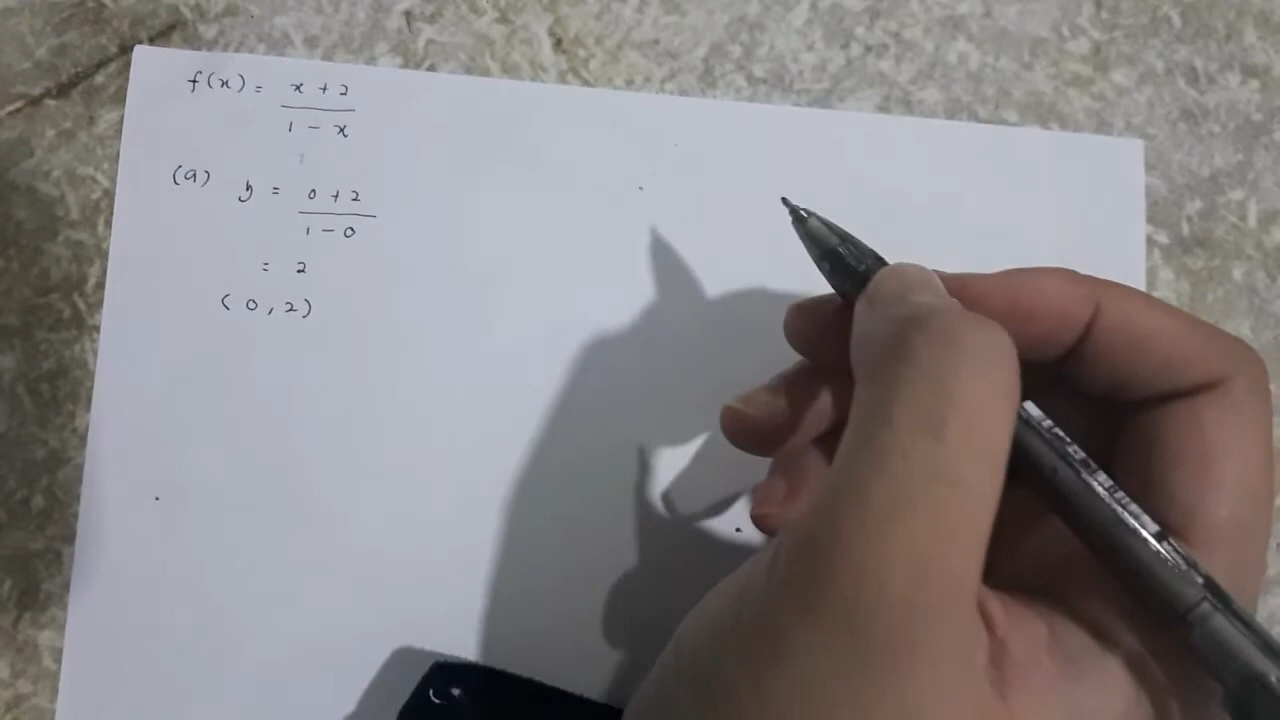 f(x) = x + 2 / 1 - x
(a) y = 0 + 2 / 1 - 0
= 2
(0, 2)